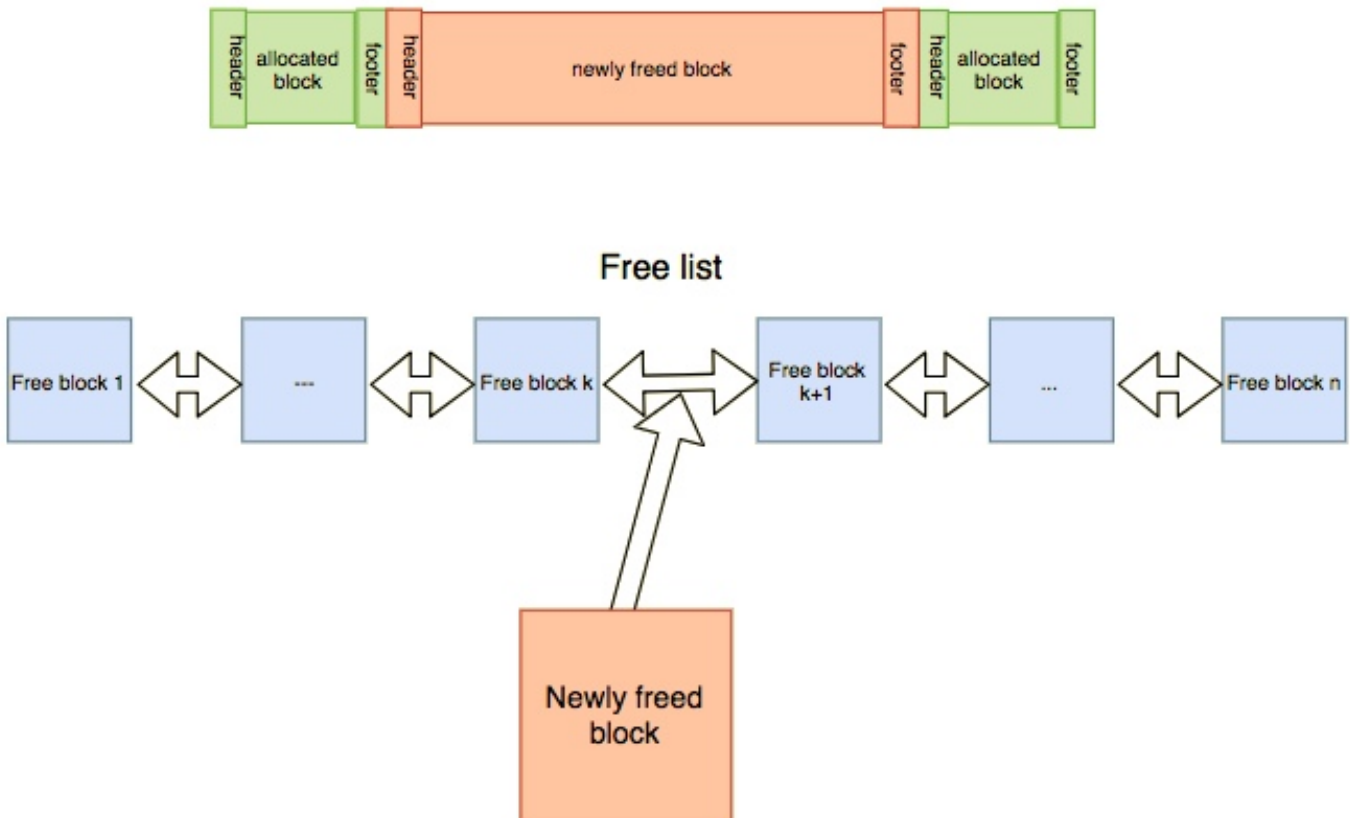 header
allocated
block
footer
header
newly freed block
footer
header
allocated
block
footer
Free list
Free block 1
---
Free block k
Free block
k+1
...
Free block n
Newly freed
block